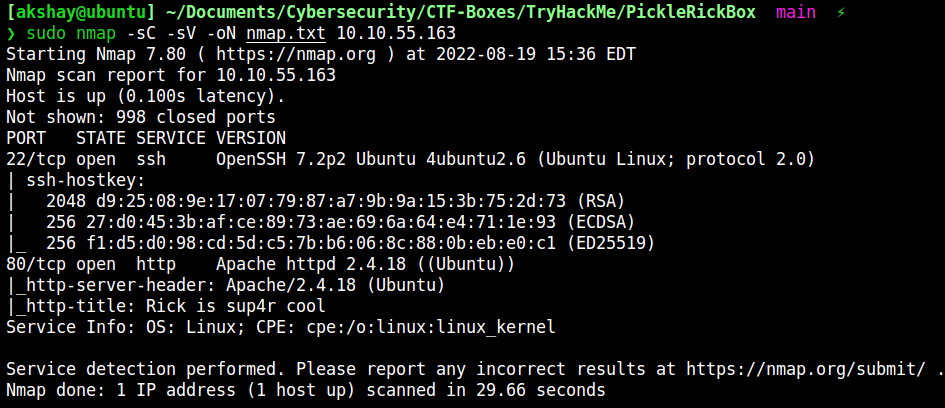 [akshay@ubuntu] ~/Documents/Cybersecurity/CTF-Boxes/TryHackMe/PickleRickBox  main  ⚡
❯ sudo nmap -sC -sV -oN nmap.txt 10.10.55.163
Starting Nmap 7.80 ( https://nmap.org ) at 2022-08-19 15:36 EDT
Nmap scan report for 10.10.55.163
Host is up (0.100s latency).
Not shown: 998 closed ports
PORT   STATE SERVICE VERSION
22/tcp open  ssh     OpenSSH 7.2p2 Ubuntu 4ubuntu2.6 (Ubuntu Linux; protocol 2.0)
| ssh-hostkey:
|   2048 d9:25:08:9e:17:07:79:87:a7:9b:9a:15:3b:75:2d:73 (RSA)
|   256 27:d0:45:3b:af:ce:89:73:ae:69:6a:64:e4:71:1e:93 (ECDSA)
|_  256 f1:d5:d0:98:cd:5d:c5:7b:b6:06:8c:88:0b:eb:e0:c1 (ED25519)
80/tcp open  http    Apache httpd 2.4.18 ((Ubuntu))
|_http-server-header: Apache/2.4.18 (Ubuntu)
|_http-title: Rick is sup4r cool
Service Info: OS: Linux; CPE: cpe:/o:linux:linux_kernel

Service detection performed. Please report any incorrect results at https://nmap.org/submit/ .
Nmap done: 1 IP address (1 host up) scanned in 29.66 seconds